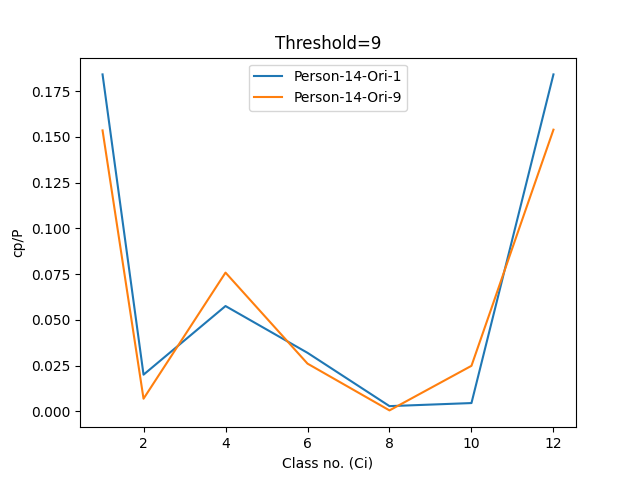 Threshold=9
Person-14-Ori-1
Person-14-Ori-9
cp/P
0.175
0.150
0.125
0.100
0.075
0.050
0.025
0.000
2 4 6 8 10 12
Class no. (Ci)